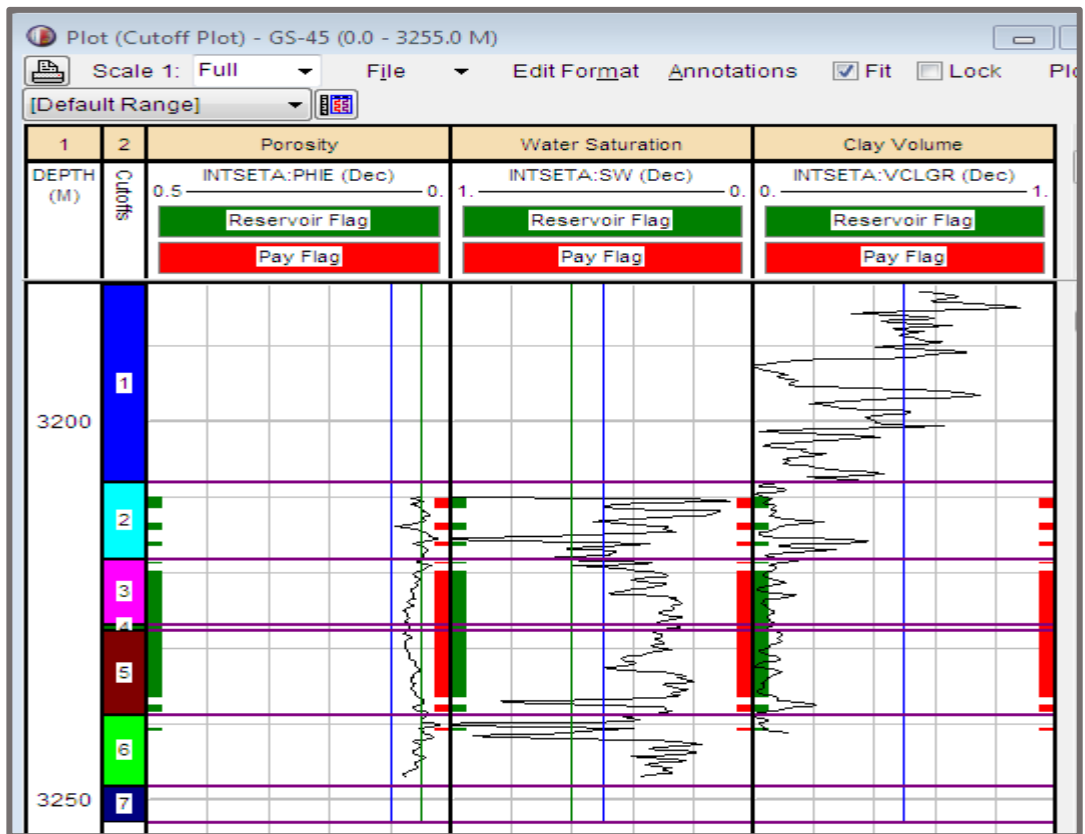 Plot (Cutoff Plot) - GS-45 (0.0 - 3255.0 M)
Scale 1: Full File Edit Format Annotations Fit Lock
[Default Range]
1 2 Porosity Water Saturation Clay Volume
DEPTH (M)
Cutoffs
INTSETA:PHIE (Dec)
0.5 0.
Reservoir Flag
Pay Flag
INTSETA:SW (Dec)
1. 0.
Reservoir Flag
Pay Flag
INTSETA:VCLGR (Dec)
0. 1.
Reservoir Flag
Pay Flag
1
3200
2
3
4
5
6
3250 7